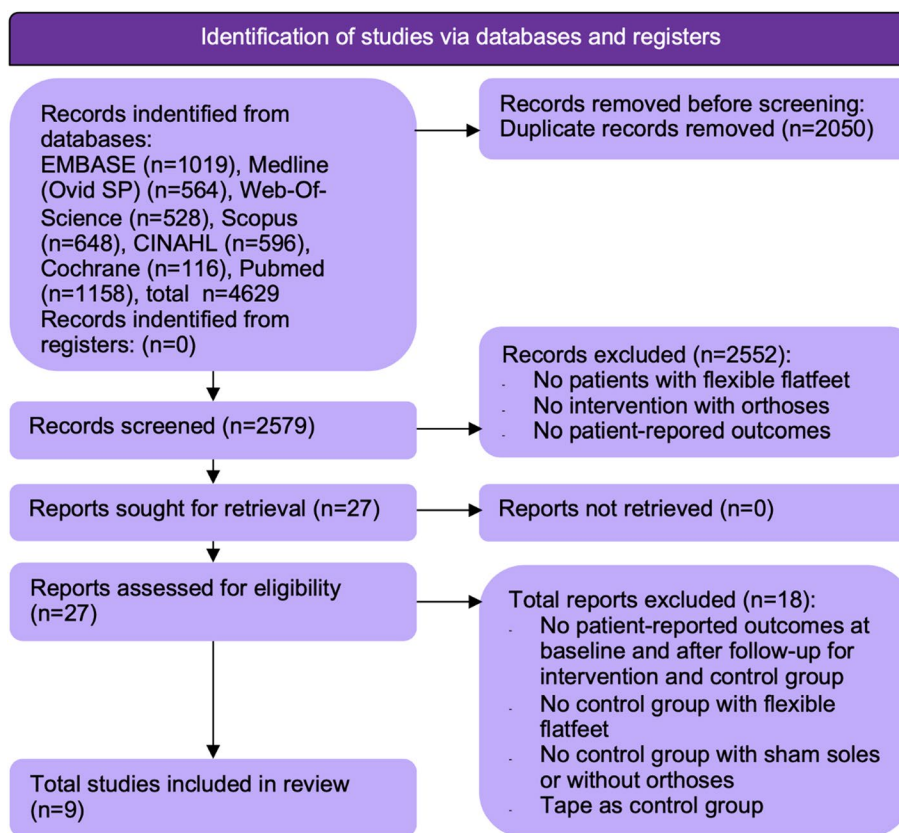 Identification of studies via databases and registers
Records indentified from
databases:
EMBASE (n=1019), Medline
(Ovid SP) (n=564), Web-Of-
Science (n=528), Scopus
(n=648), CINAHL (n=596),
Cochrane (n=116), Pubmed
(n=1158), total n=4629
Records indentified from
registers: (n=0)
Records removed before screening:
Duplicate records removed (n=2050)
Records screened (n=2579)
Records excluded (n=2552):
- No patients with flexible flatfeet
- No intervention with orthoses
- No patient-repored outcomes
Reports sought for retrieval (n=27)
Reports not retrieved (n=0)
Reports assessed for eligibility
(n=27)
Total reports excluded (n=18):
- No patient-reported outcomes at
baseline and after follow-up for
intervention and control group
- No control group with flexible
flatfeet
- No control group with sham soles
or without orthoses
- Tape as control group
Total studies included in review
(n=9)